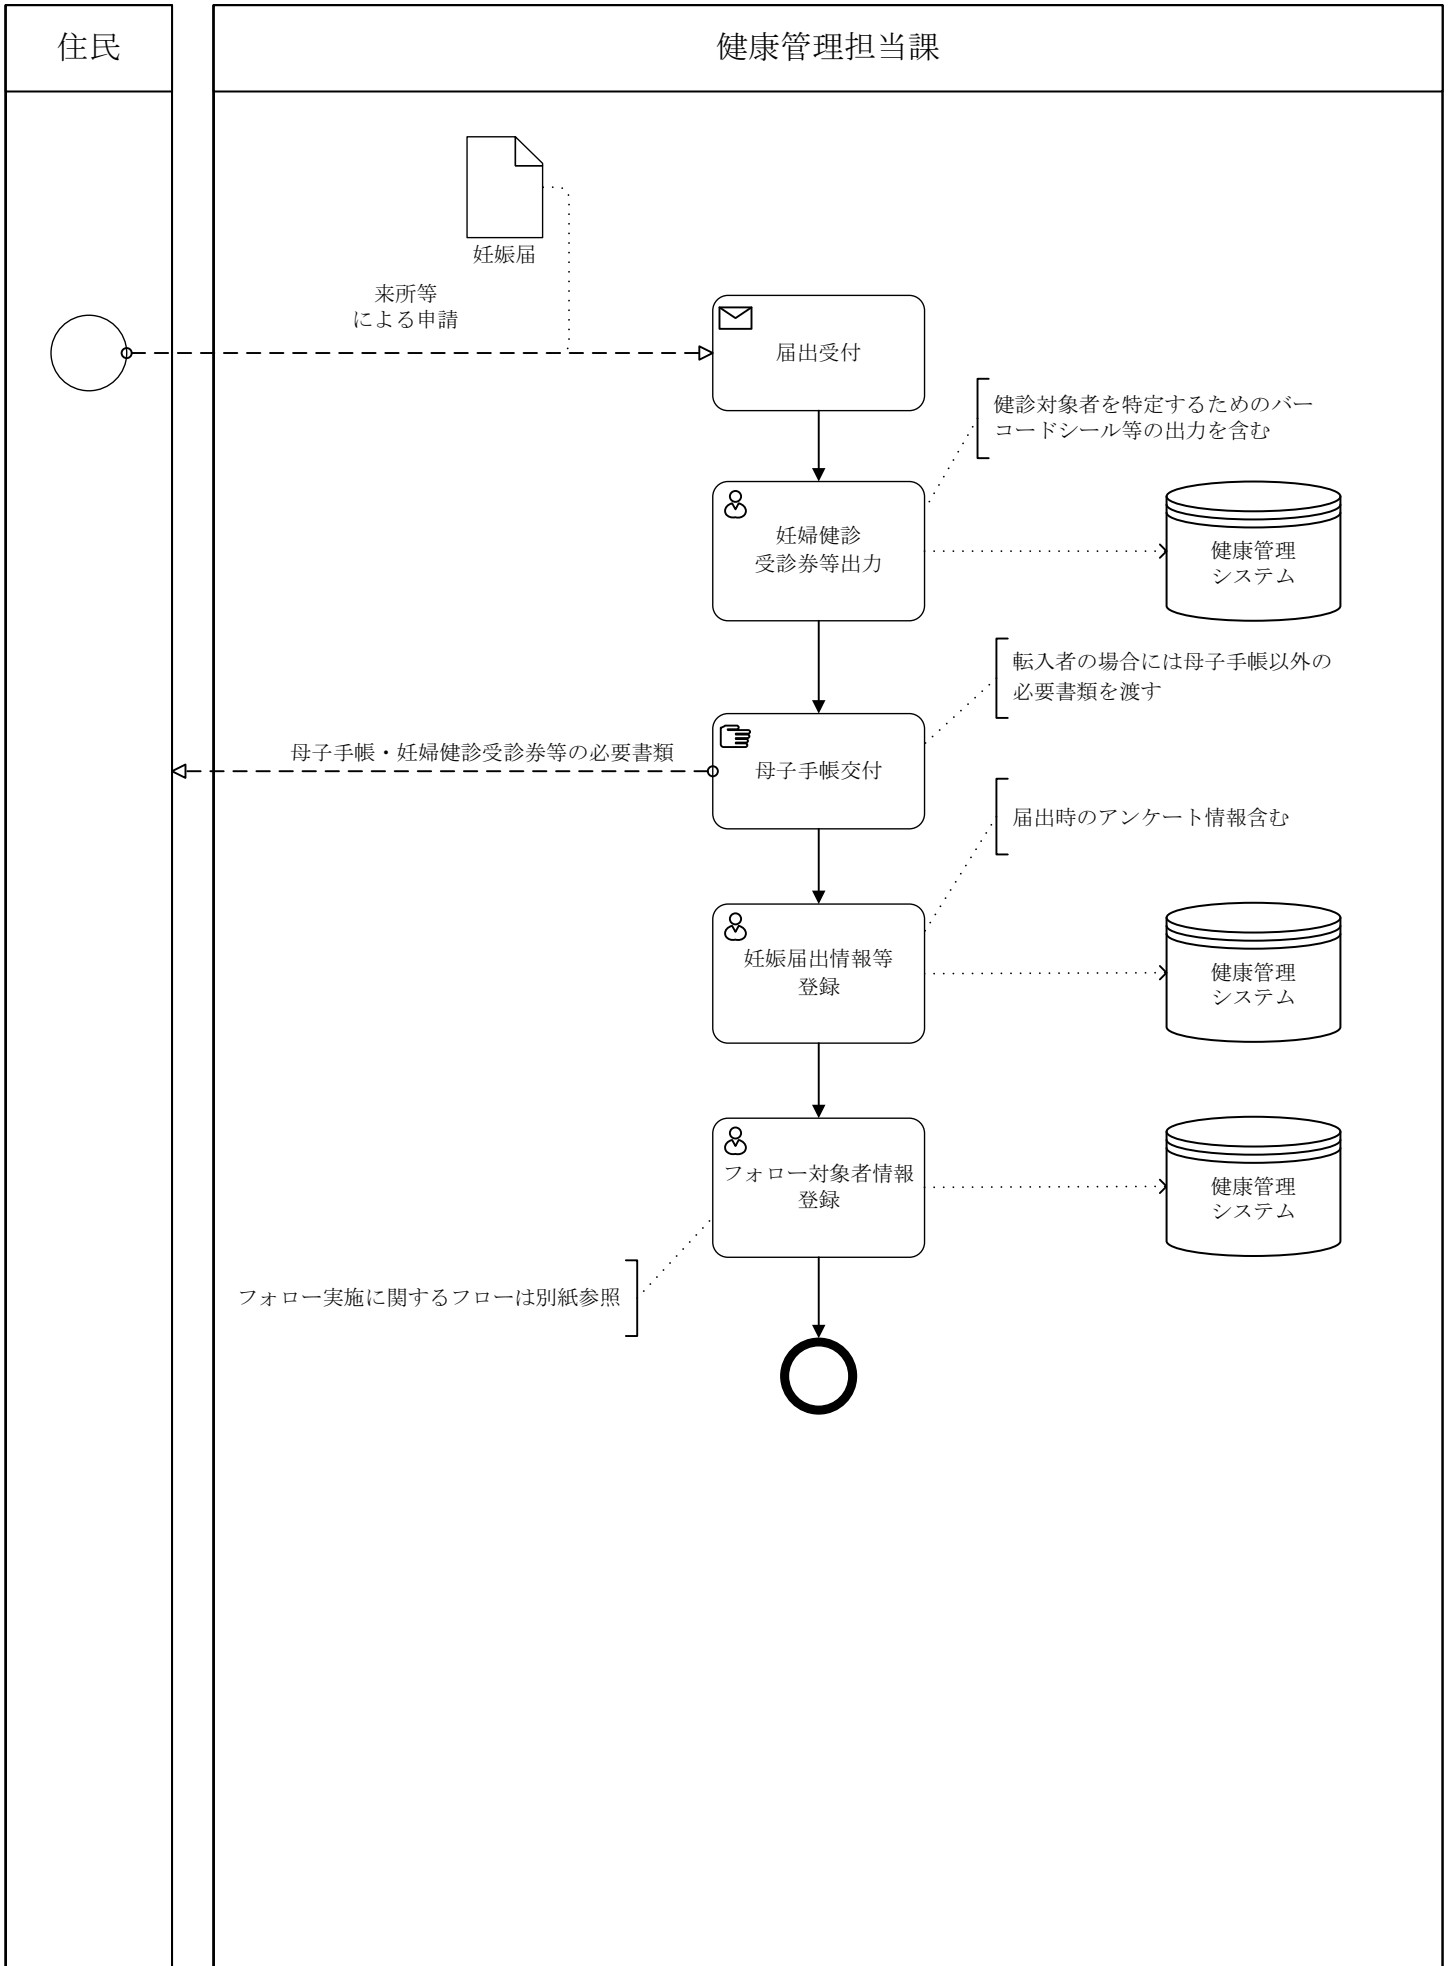 住民
健康管理担当課
妊娠届
来所等
による申請
届出受付
健診対象者を特定するためのバー
コードシール等の出力を含む
妊婦健診
受診券等出力
健康管理
システム
転入者の場合には母子手帳以外の
必要書類を渡す
母子手帳・妊婦健診受診券等の必要書類
母子手帳交付
届出時のアンケート情報含む
妊娠届出情報等
登録
健康管理
システム
フォロー対象者情報
登録
健康管理
システム
フォロー実施に関するフローは別紙参照